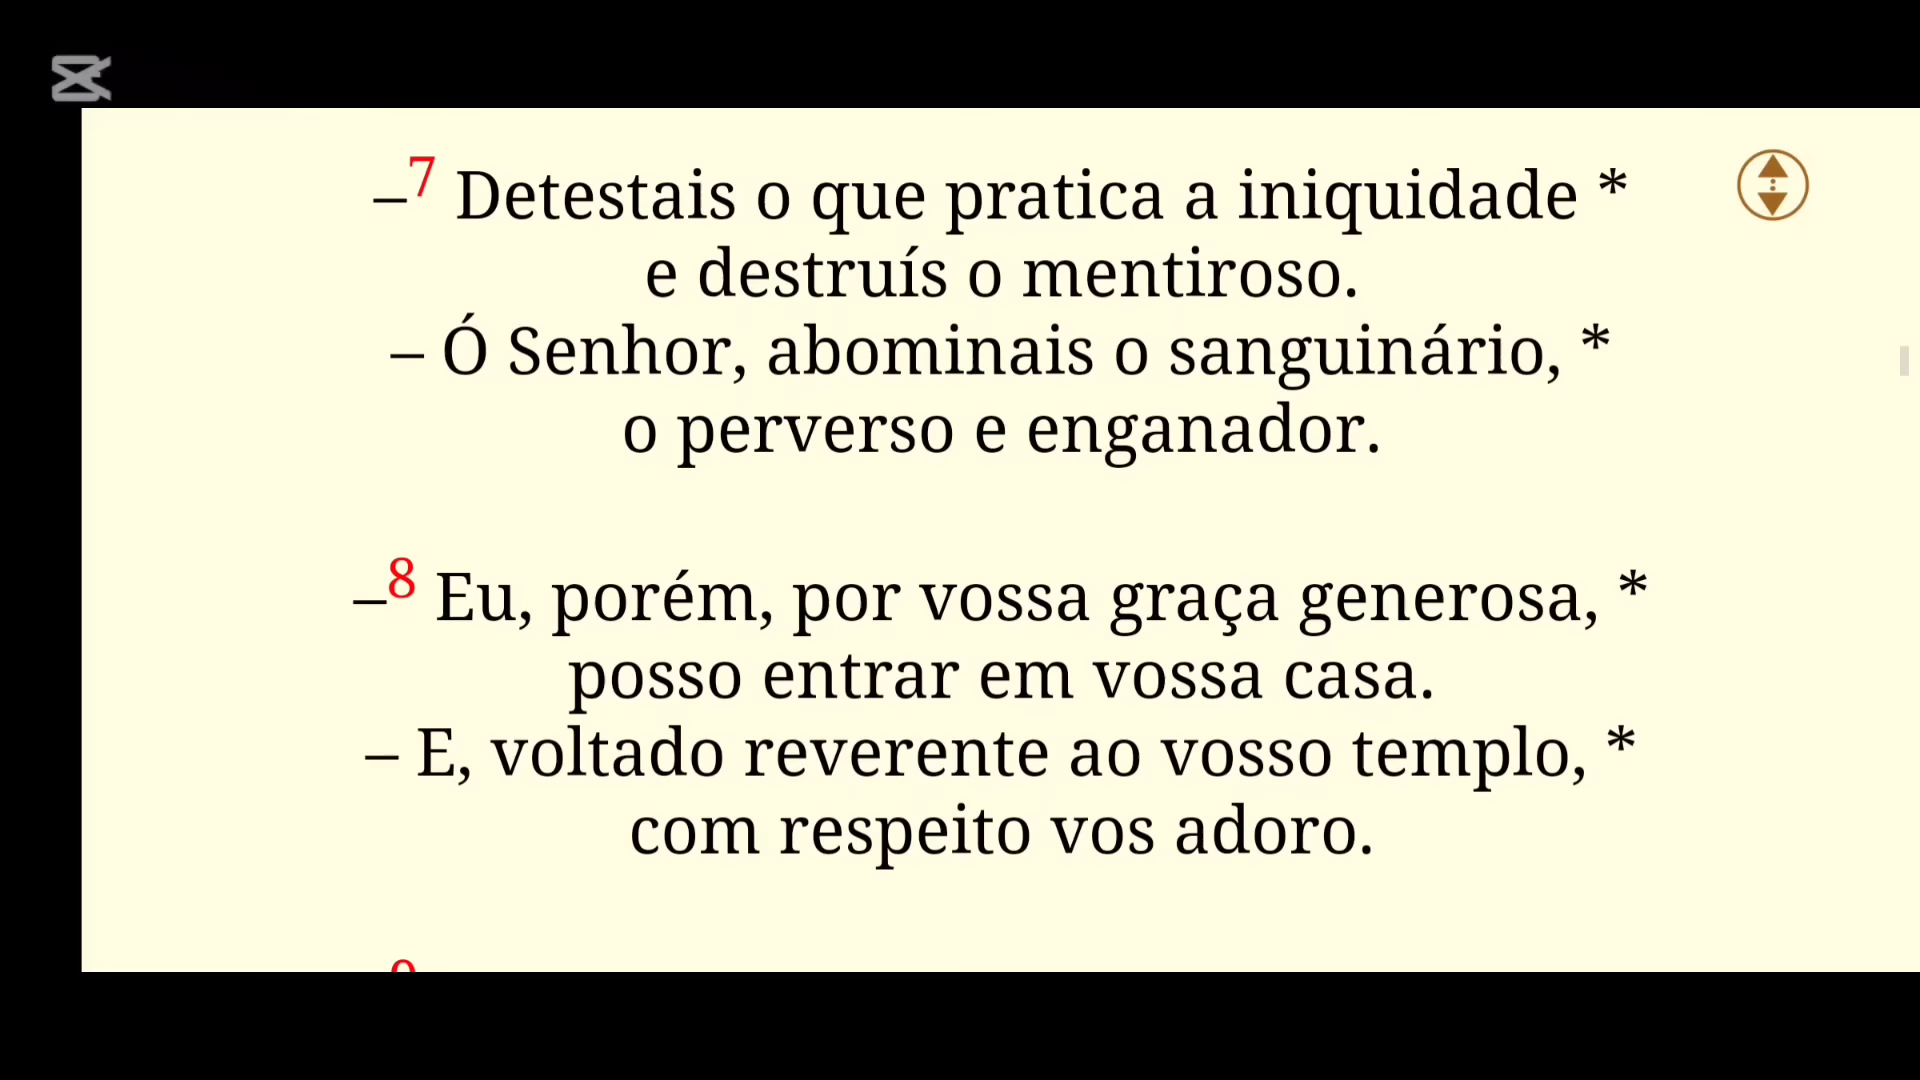 –7 Detestais o que pratica a iniquidade *
e destruís o mentiroso.
– Ó Senhor, abominais o sanguinário, *
o perverso e enganador.
–8 Eu, porém, por vossa graça generosa, *
posso entrar em vossa casa.
– E, voltado reverente ao vosso templo, *
com respeito vos adoro.